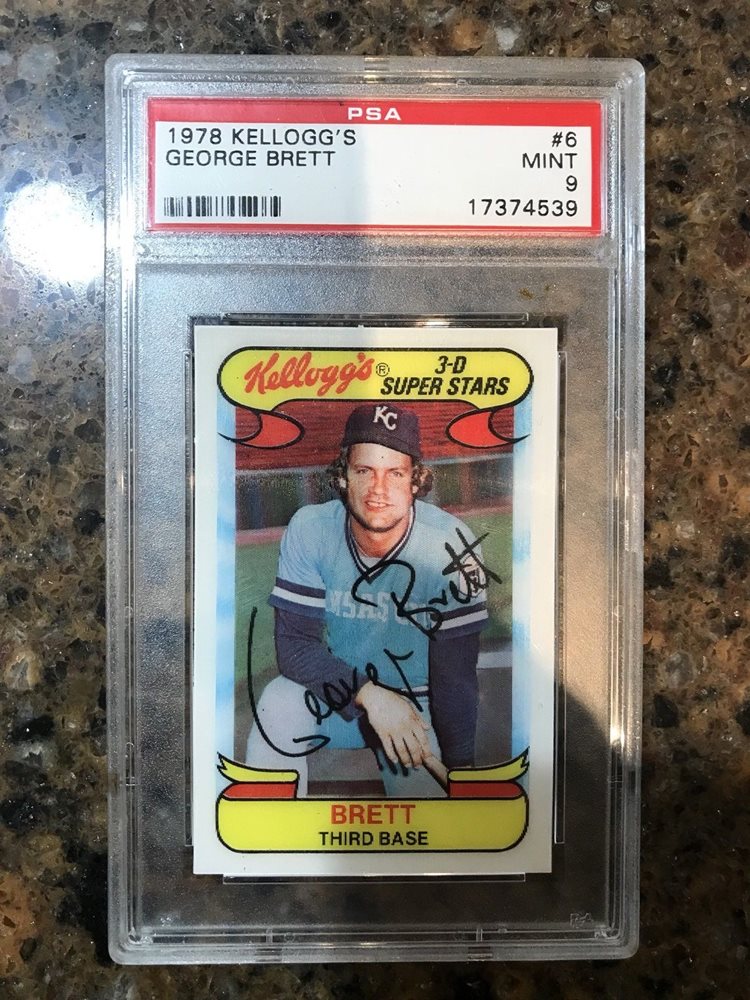 PSA
1978 KELLOGG'S #6
GEORGE BRETT MINT
9
17374539
Kellogg's® 3-D
SUPER STARS
KC
George Brett
BRETT
THIRD BASE